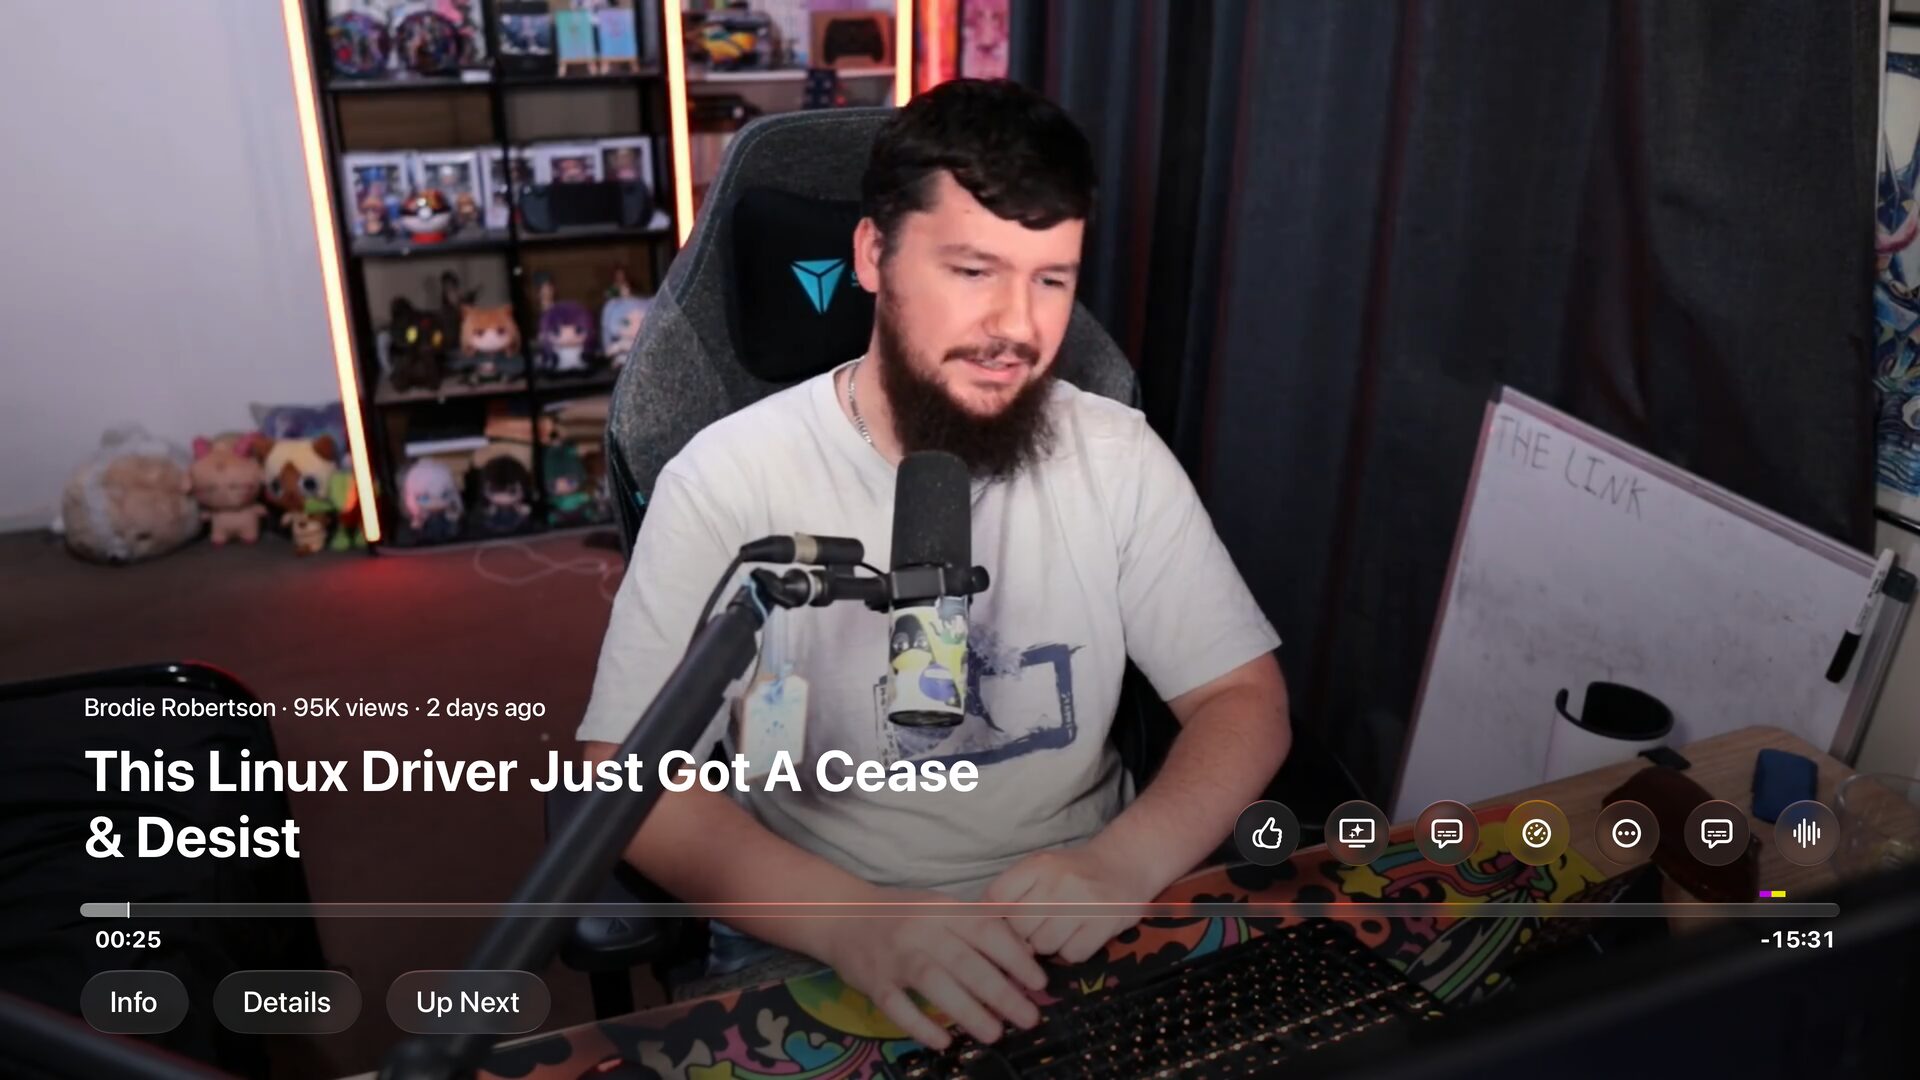 THE LINK
Brodie Robertson · 95K views · 2 days ago
This Linux Driver Just Got A Cease
& Desist
00:25
-15:31
Info
Details
Up Next